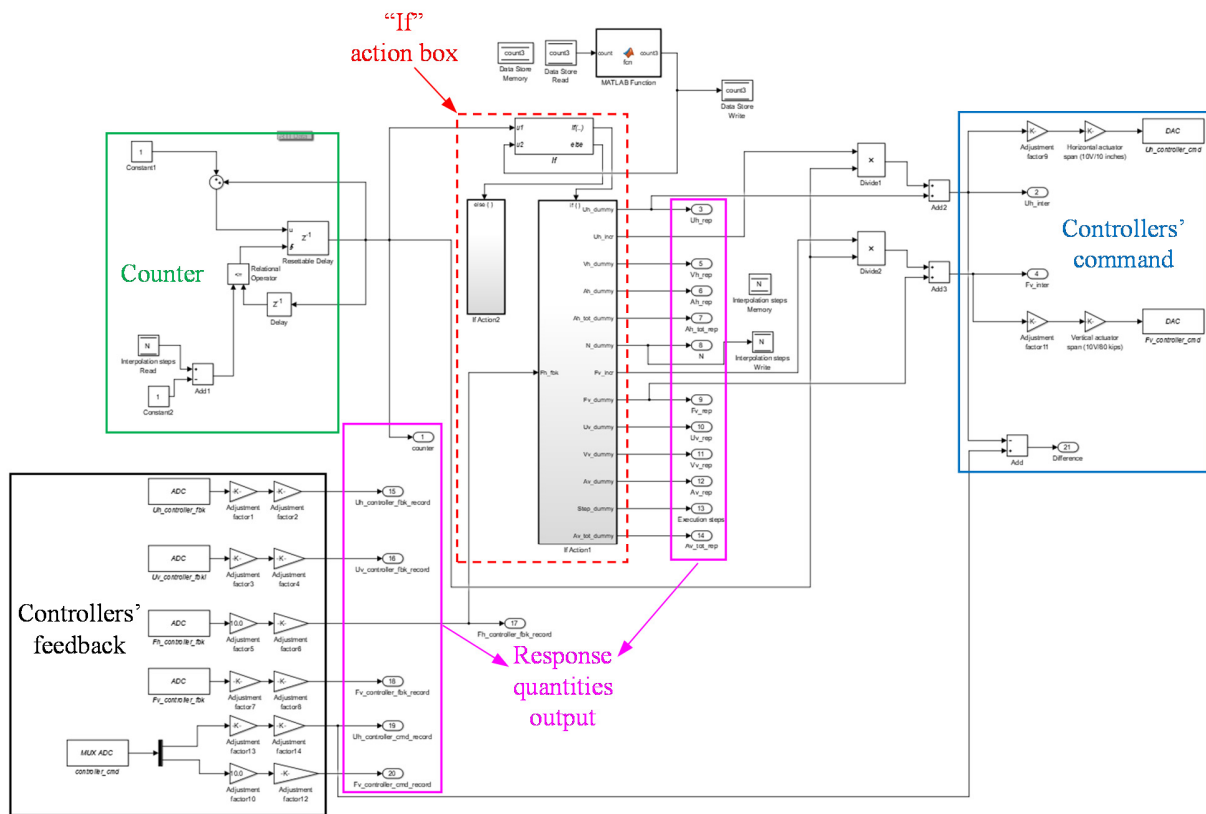 “If”
action box
count3
Data Store
Memory
count3
Data Store
Read
count
fcn
count3
MATLAB Function
count3
Data Store
Write
Counter
1
Constant1
u
Z-1
Resettable Delay
<=
Relational
Operator
Z-1
Delay
N
Interpolation steps
Read
1
Constant2
Add1
u1
u2
if(..)
else
If
else { }
If Action2
if { }
Fh_fbk
Uh_dummy
Uh_incr
Vh_dummy
Ah_dummy
Ah_tot_dummy
N_dummy
Fv_incr
Fv_dummy
Uv_dummy
Vv_dummy
Av_dummy
Step_dummy
Av_tot_dummy
If Action1
3
Uh_rep
5
Vh_rep
6
Ah_rep
7
Ah_tot_rep
8
N
9
Fv_rep
10
Uv_rep
11
Vv_rep
12
Av_rep
13
Execution steps
14
Av_tot_rep
N
Interpolation steps
Memory
N
Interpolation steps
Write
×
Divide1
×
Divide2
Add2
Add3
Controllers’
command
-K-
Adjustment
factor9
-K-
Horizontal actuator
span (10V/10 inches)
DAC
Uh_controller_cmd
2
Uh_inter
4
Fv_inter
-K-
Adjustment
factor11
-K-
Vertical actuator
span (10V/80 kips)
DAC
Fv_controller_cmd
Add
21
Difference
1
counter
Controllers’
feedback
ADC
Uh_controller_fbk
-K-
Adjustment
factor1
-K-
Adjustment
factor2
15
Uh_controller_fbk_record
ADC
Uv_controller_fbkl
-K-
Adjustment
factor3
-K-
Adjustment
factor4
16
Uv_controller_fbk_record
ADC
Fh_controller_fbk
10.0
Adjustment
factor5
-K-
Adjustment
factor6
17
Fh_controller_fbk_record
ADC
Fv_controller_fbk
-K-
Adjustment
factor7
-K-
Adjustment
factor8
18
Fv_controller_fbk_record
MUX ADC
controller_cmd
-K-
Adjustment
factor13
-K-
Adjustment
factor14
19
Uh_controller_cmd_record
10.0
Adjustment
factor10
-K-
Adjustment
factor12
20
Fv_controller_cmd_record
Response
quantities
output